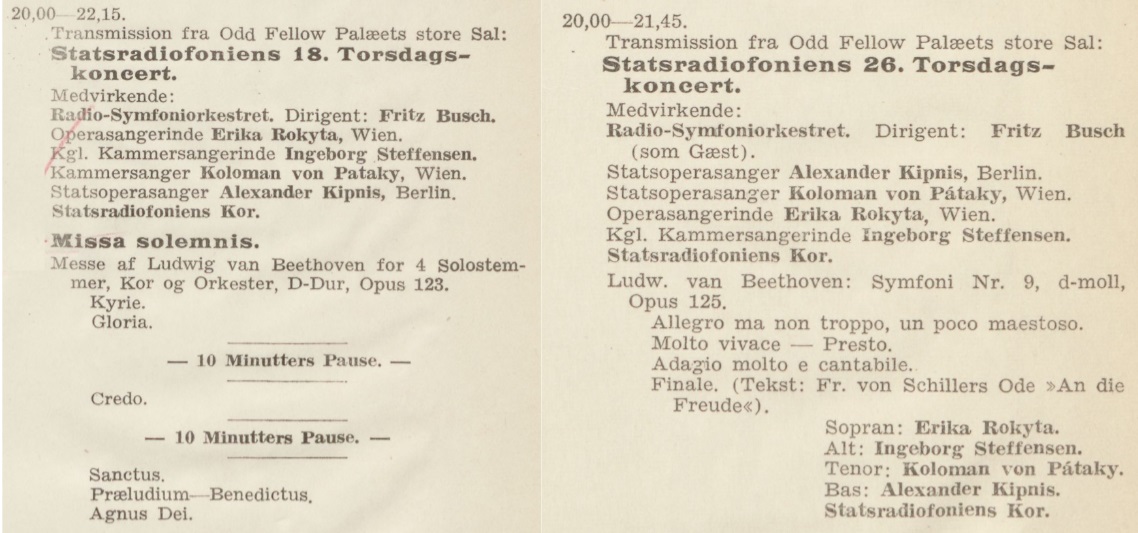 20,00—22,15.
Transmission fra Odd Fellow Palæets store Sal:
Statsradiofoniens 18. Torsdags-
koncert.
Medvirkende:
Radio-Symfoniorkestret. Dirigent: Fritz Busch.
Operasangerinde Erika Rokyta, Wien.
Kgl. Kammersangerinde Ingeborg Steffensen.
Kammersanger Koloman von Pataky, Wien.
Statsoperasanger Alexander Kipnis, Berlin.
Statsradiofoniens Kor.
Missa solemnis.
Messe af Ludwig van Beethoven for 4 Solostem-
mer, Kor og Orkester, D-Dur, Opus 123.
Kyrie.
Gloria.
— 10 Minutters Pause. —
Credo.
— 10 Minutters Pause. —
Sanctus.
Præludium—Benedictus.
Agnus Dei.
20,00—21,45.
Transmission fra Odd Fellow Palæets store Sal:
Statsradiofoniens 26. Torsdags-
koncert.
Medvirkende:
Radio-Symfoniorkestret. Dirigent: Fritz Busch
(som Gæst).
Statsoperasanger Alexander Kipnis, Berlin.
Statsoperasanger Koloman von Pátaky, Wien.
Operasangerinde Erika Rokyta, Wien.
Kgl. Kammersangerinde Ingeborg Steffensen.
Statsradiofoniens Kor.
Ludw. van Beethoven: Symfoni Nr. 9, d-moll,
Opus 125.
Allegro ma non troppo, un poco maestoso.
Molto vivace — Presto.
Adagio molto e cantabile.
Finale. (Tekst: Fr. von Schillers Ode »An die
Freude«).
Sopran: Erika Rokyta.
Alt: Ingeborg Steffensen.
Tenor: Koloman von Pátaky.
Bas: Alexander Kipnis.
Statsradiofoniens Kor.